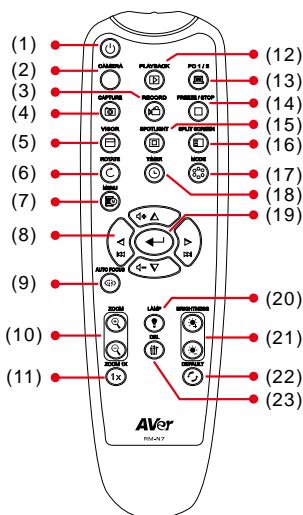 (1)
(2)
(3)
(4)
(5)
(6)
(7)
(8)
(9)
(10)
(11)
CAMERA
PLAYBACK
PC 1 / 2
CAPTURE
RECORD
FREEZE / STOP
VISOR
SPOTLIGHT
SPLIT SCREEN
ROTATE
TIMER
MODE
MENU
AUTO FOCUS
ZOOM
LAMP
BRIGHTNESS
DEL
ZOOM 1X
1x
DEFAULT
AVer
RM-N7
(12)
(13)
(14)
(15)
(16)
(17)
(18)
(19)
(20)
(21)
(22)
(23)